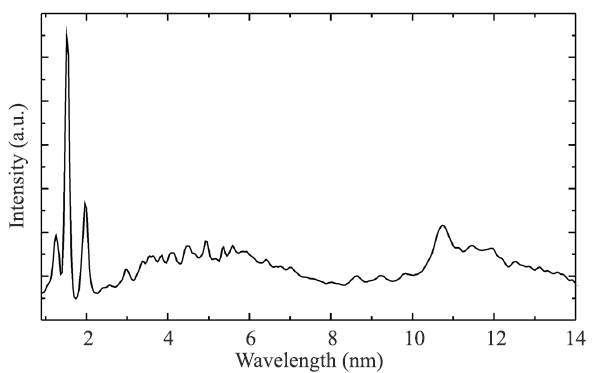 Intensity (a.u.)
2 4 6 8 10 12 14
Wavelength (nm)